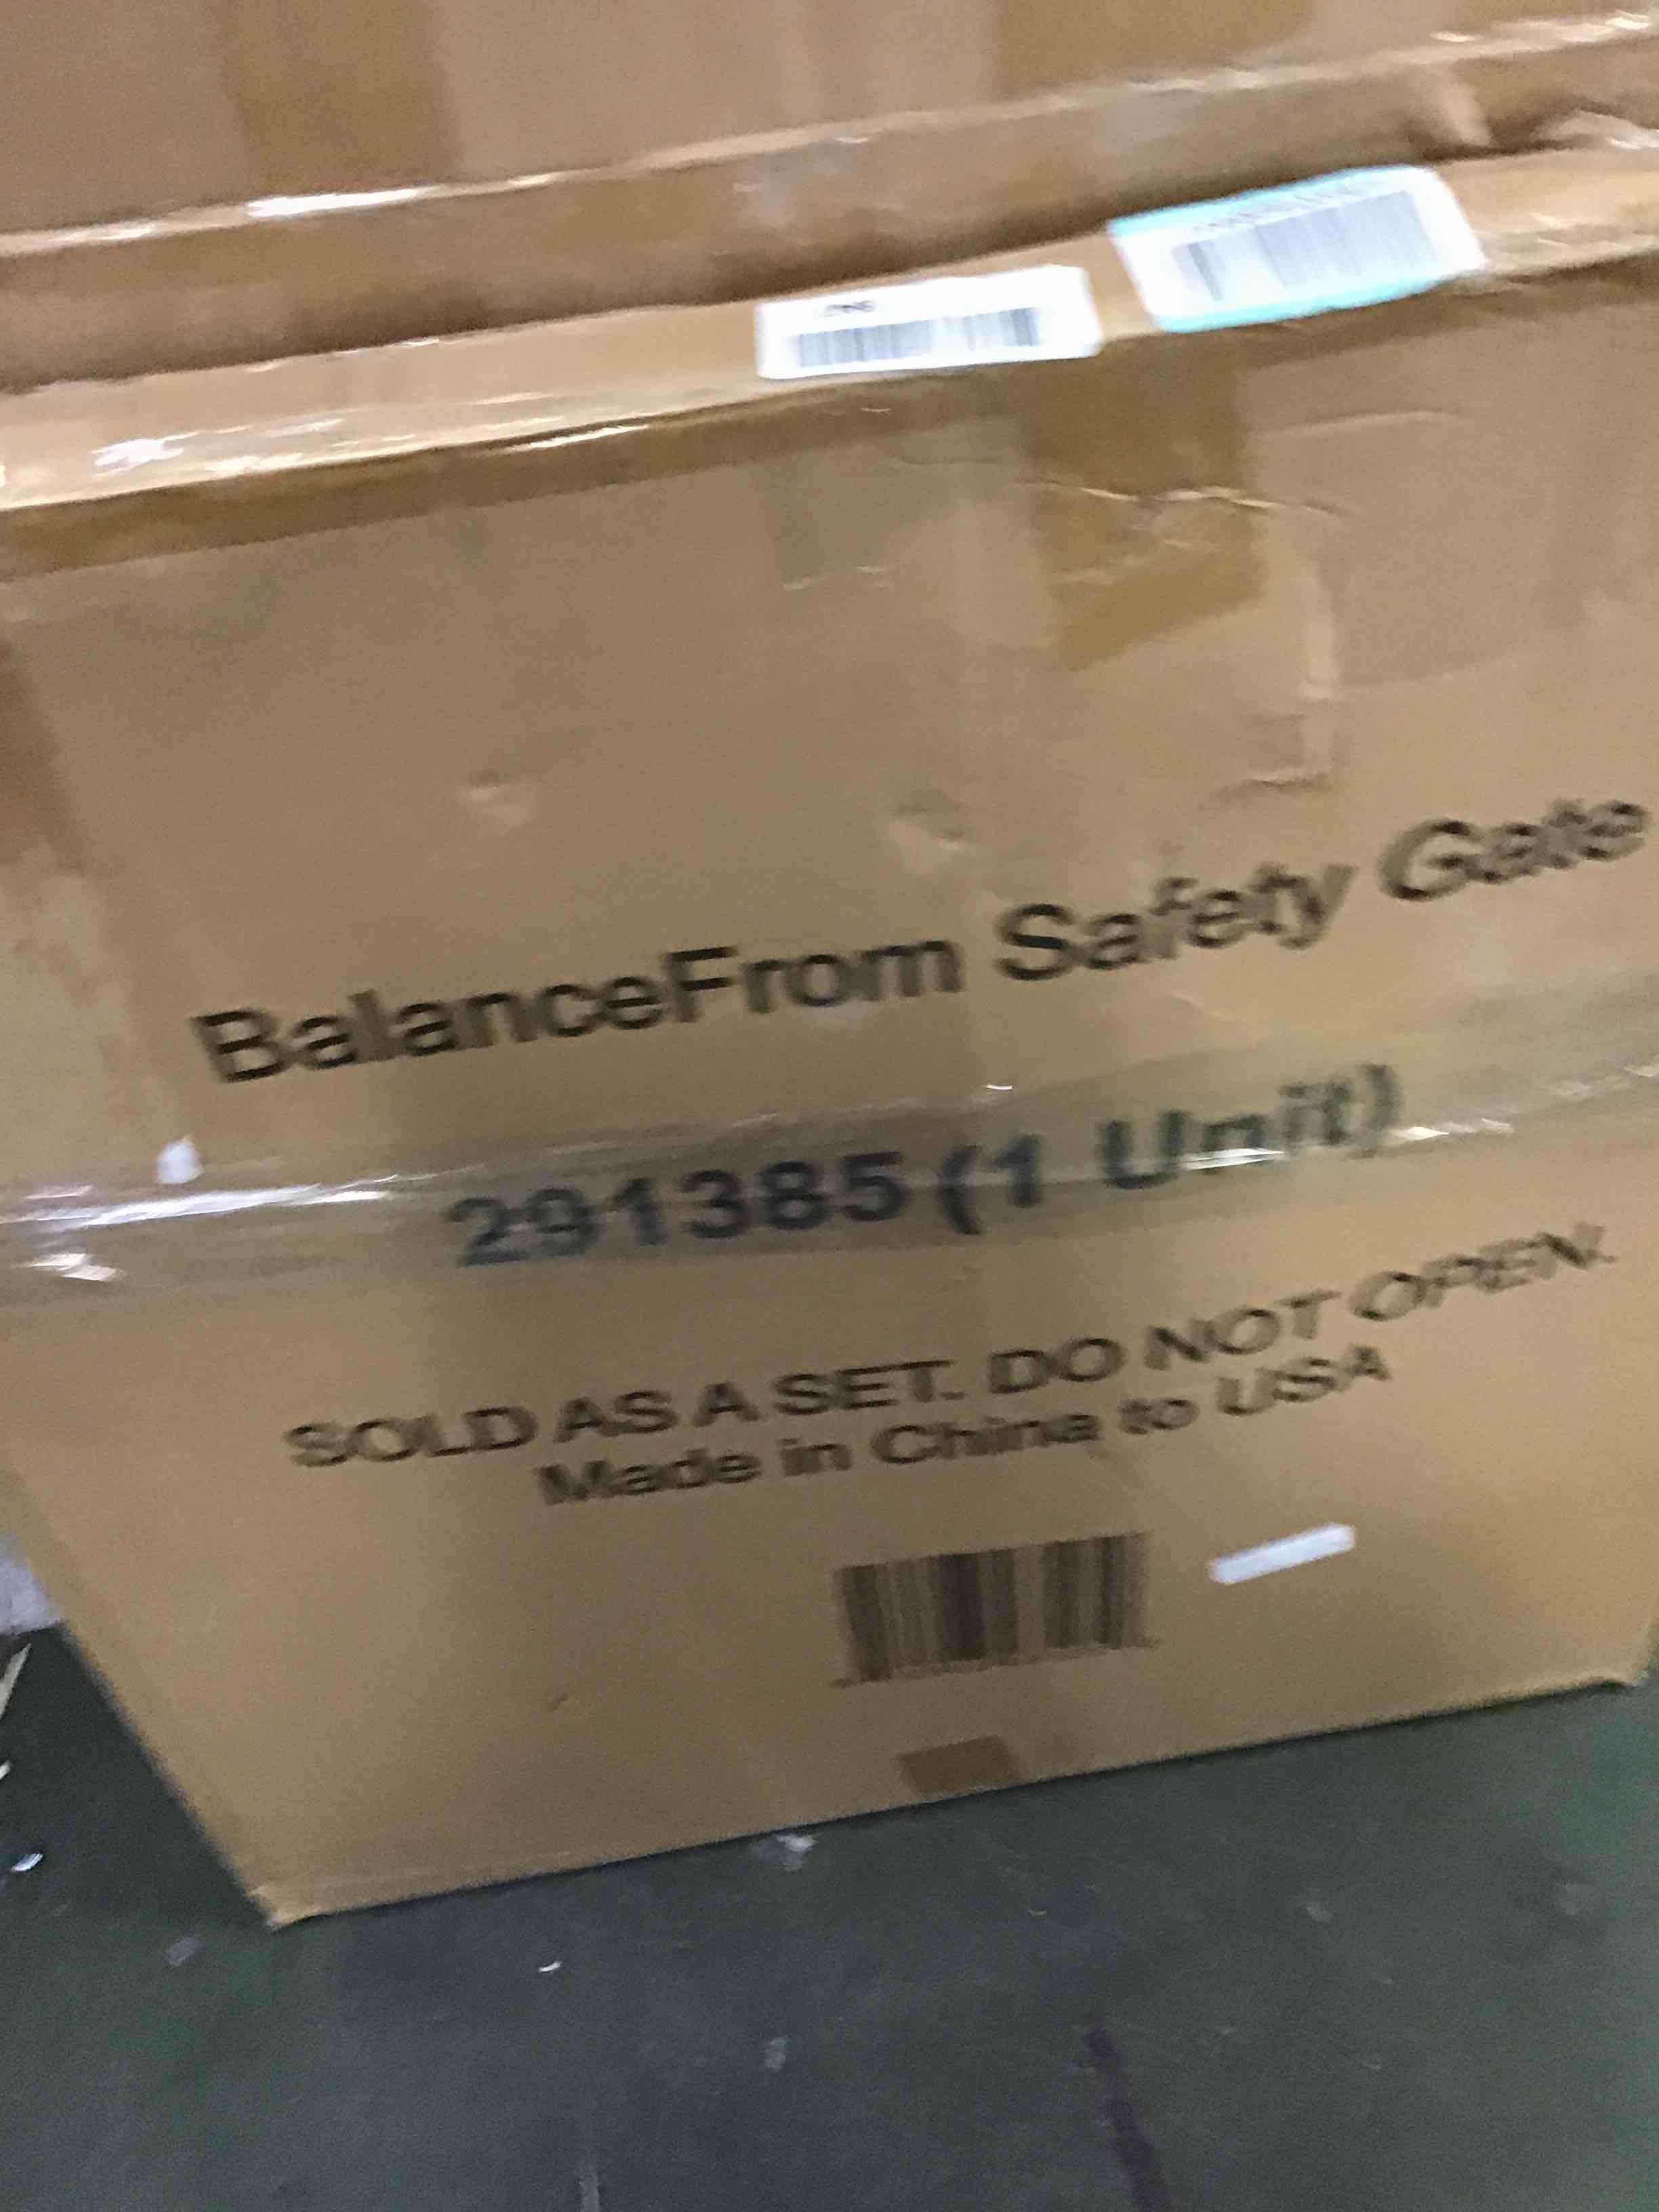 BalanceFrom Safety Gate
291385 (1 Unit)
SOLD AS A SET. DO NOT OPEN.
Made in China to USA